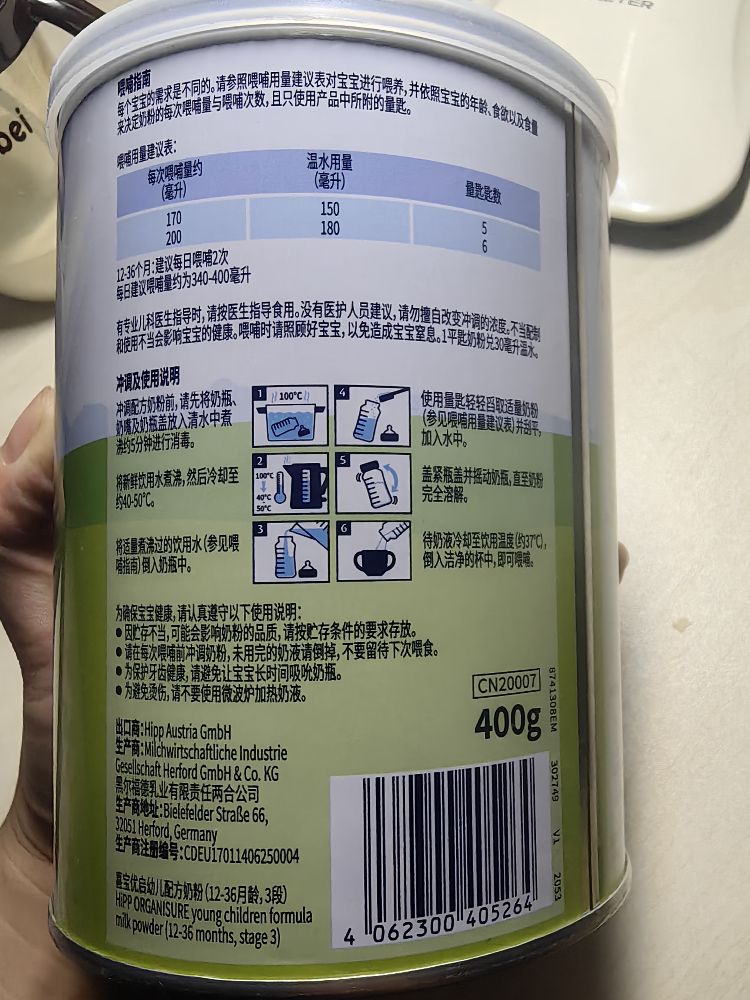 喂哺指南
每个宝宝的需求是不同的。请参照喂哺用量建议表对宝宝进行喂养，并依照宝宝的年龄、食欲以及食量
来决定奶粉的每次喂哺量与喂哺次数，且只使用产品中所附的量匙。
喂哺用量建议表：
每次喂哺量约
(毫升)
温水用量
(毫升)
量匙匙数
170 150 5
200 180 6
12-36个月：建议每日喂哺2次
每日建议喂哺量约为340-400毫升
有专业儿科医生指导时，请按医生指导食用。没有医护人员建议，请勿擅自改变冲调的浓度。不当配制
和使用不当会影响宝宝的健康。喂哺时请照顾好宝宝，以免造成宝宝窒息。1平匙奶粉兑30毫升温水。
冲调及使用说明
冲调配方奶粉前，请先将奶瓶、
奶嘴及奶瓶盖放入清水中煮
沸约5分钟进行消毒。
1 100°C
4
使用量匙轻轻舀取适量奶粉
(参见喂哺用量建议表)并刮平，
加入水中。
将新鲜饮用水煮沸，然后冷却至
约40-50°C。
2
100°C
40°C
50°C
5
盖紧瓶盖并摇动奶瓶，直至奶粉
完全溶解。
将适量煮沸过的饮用水(参见喂
哺指南)倒入奶瓶中。
3
6
待奶液冷却至饮用温度(约37°C)，
倒入洁净的杯中，即可喂哺。
为确保宝宝健康，请认真遵守以下使用说明：
● 因贮存不当，可能会影响奶粉的品质，请按贮存条件的要求存放。
● 请在每次喂哺前冲调奶粉，未用完的奶液请倒掉，不要留待下次喂食。
● 为保护牙齿健康，请避免让宝宝长时间吸吮奶瓶。
● 为避免烫伤，请不要使用微波炉加热奶液。
CN20007
400g
出口商：Hipp Austria GmbH
生产商：Milchwirtschaftliche Industrie
Gesellschaft Herford GmbH & Co. KG
黑尔福德乳业有限责任两合公司
生产商地址：Bielefelder Straße 66,
32051 Herford, Germany
生产商注册编号：CDEU17011406250004
喜宝优启幼儿配方奶粉 (12-36月龄，3段)
HiPP ORGANISURE young children formula
milk powder (12-36 months, stage 3)
4 062300 405264
8741308EM 302749 V1 2053
bei